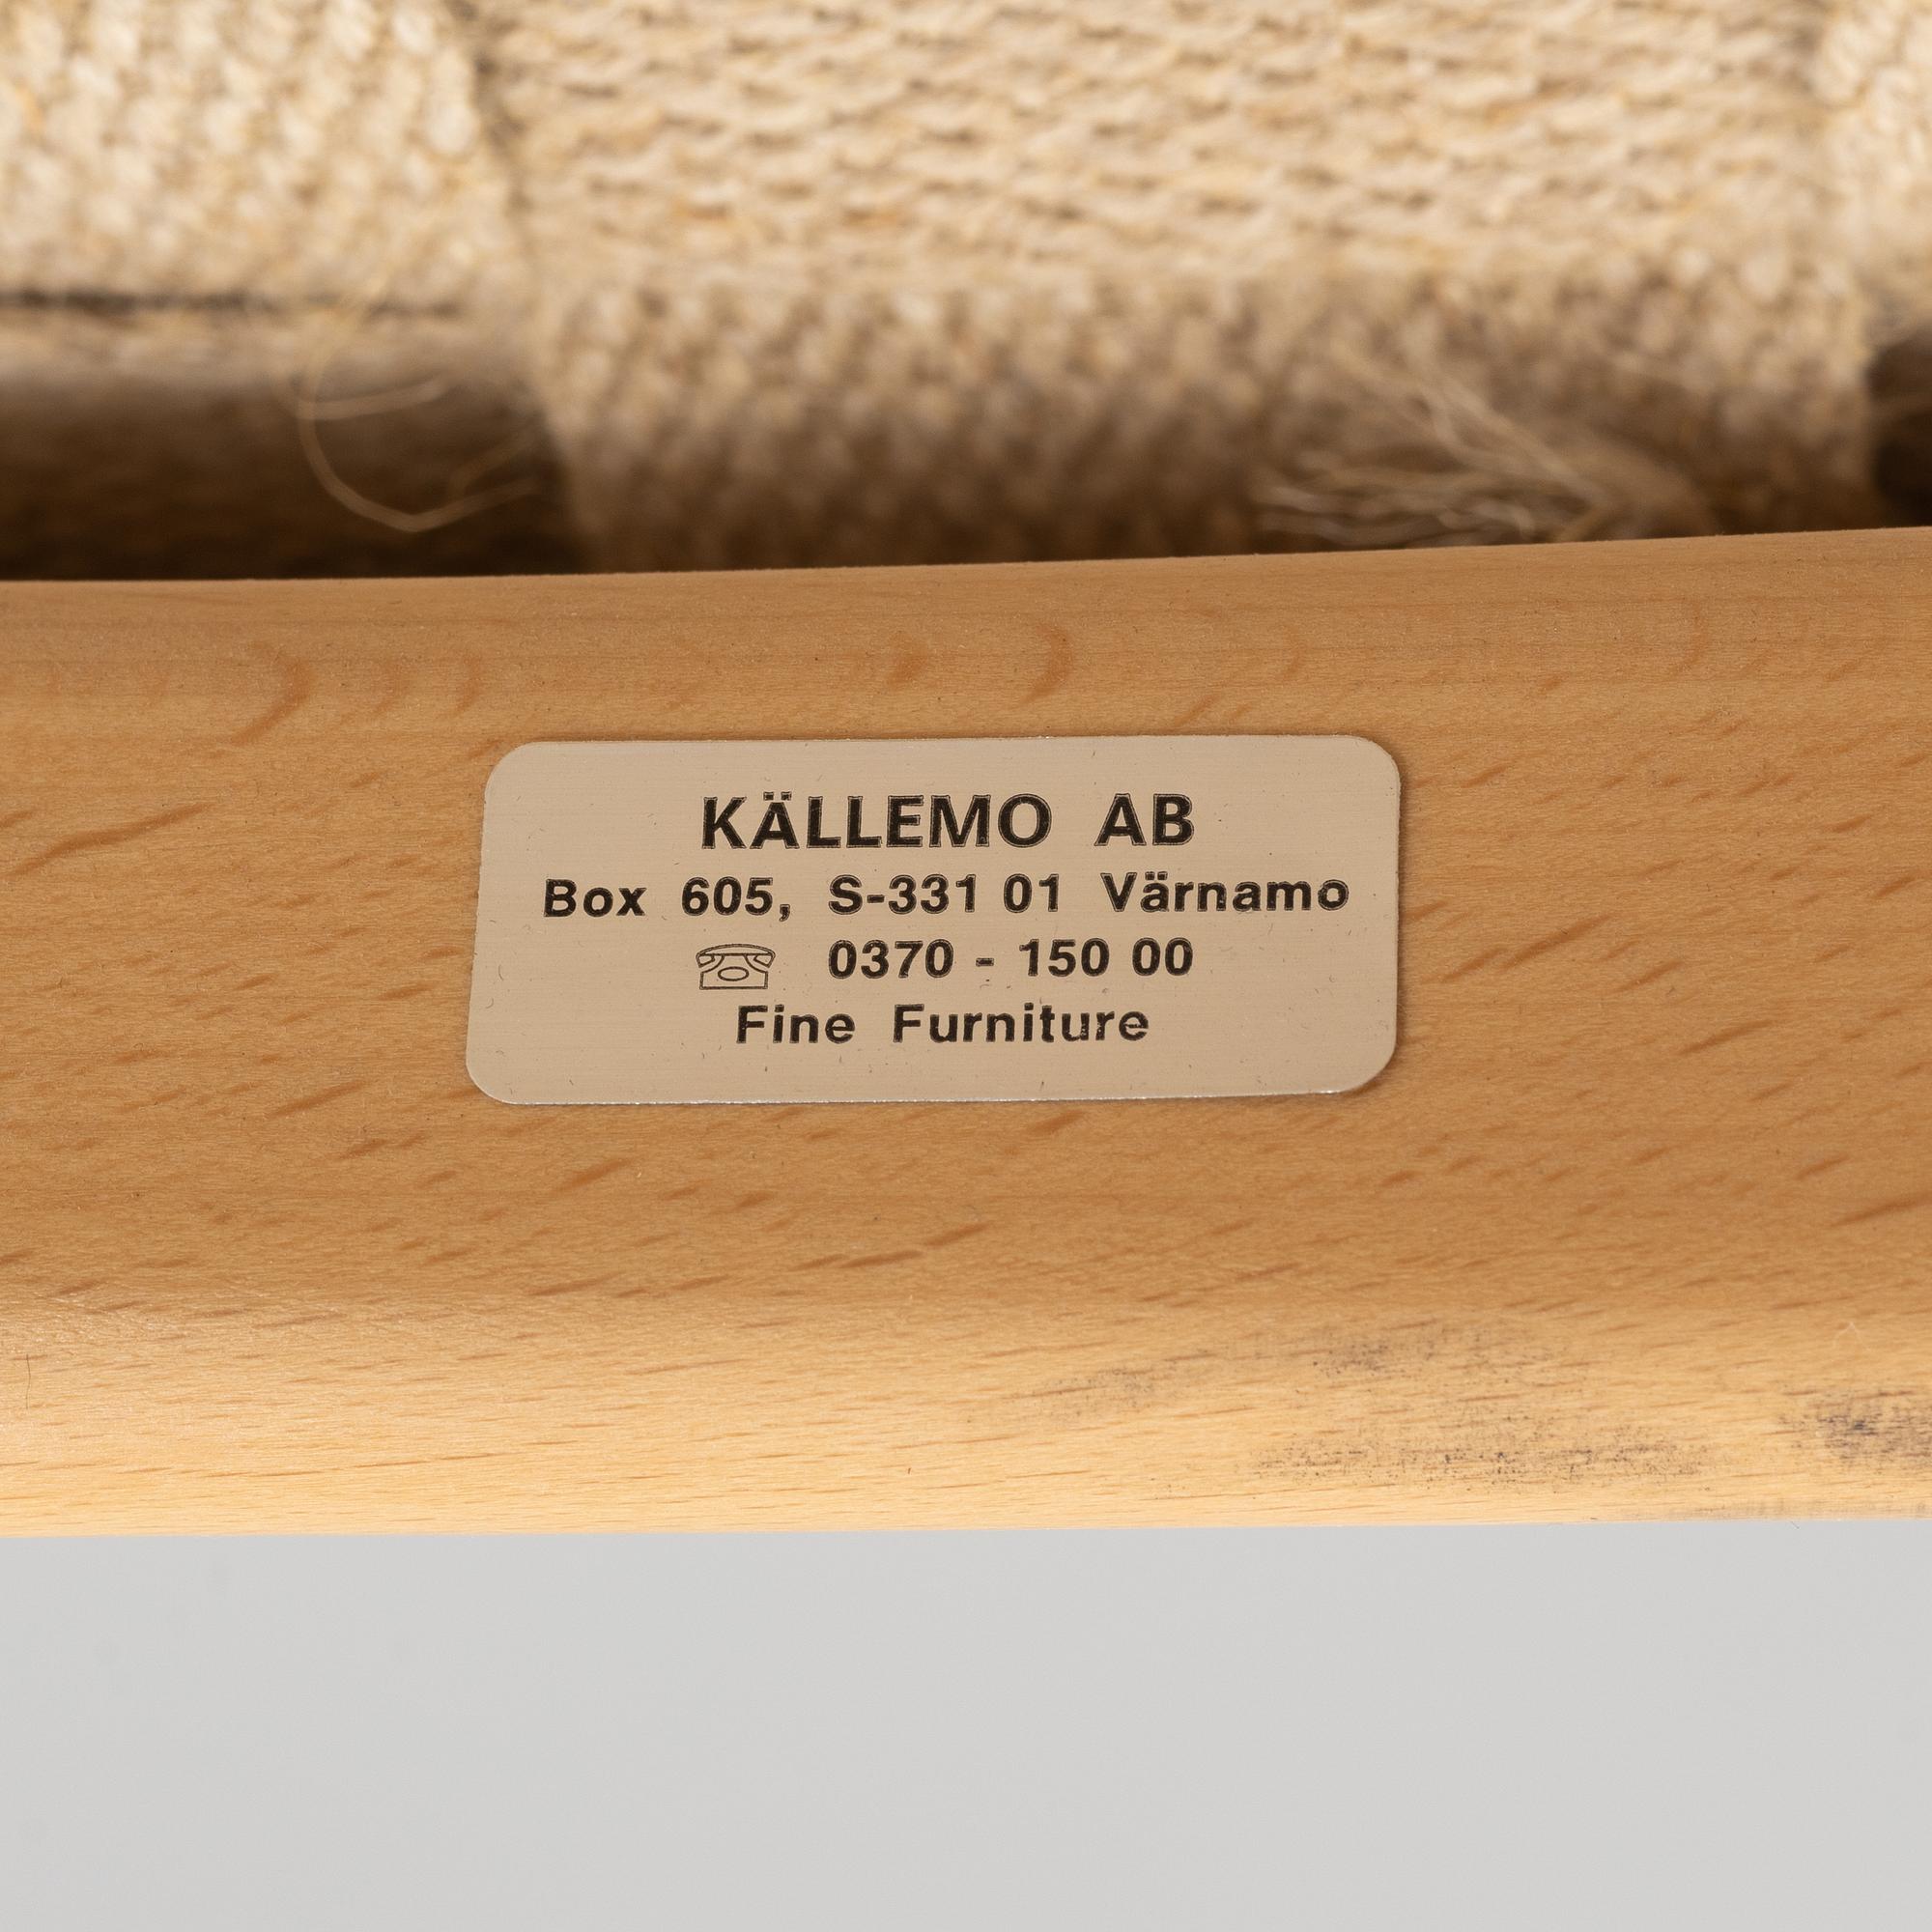 KÄLLEMO AB
Box 605, S-331 01 Värnamo
0370 - 150 00
Fine Furniture